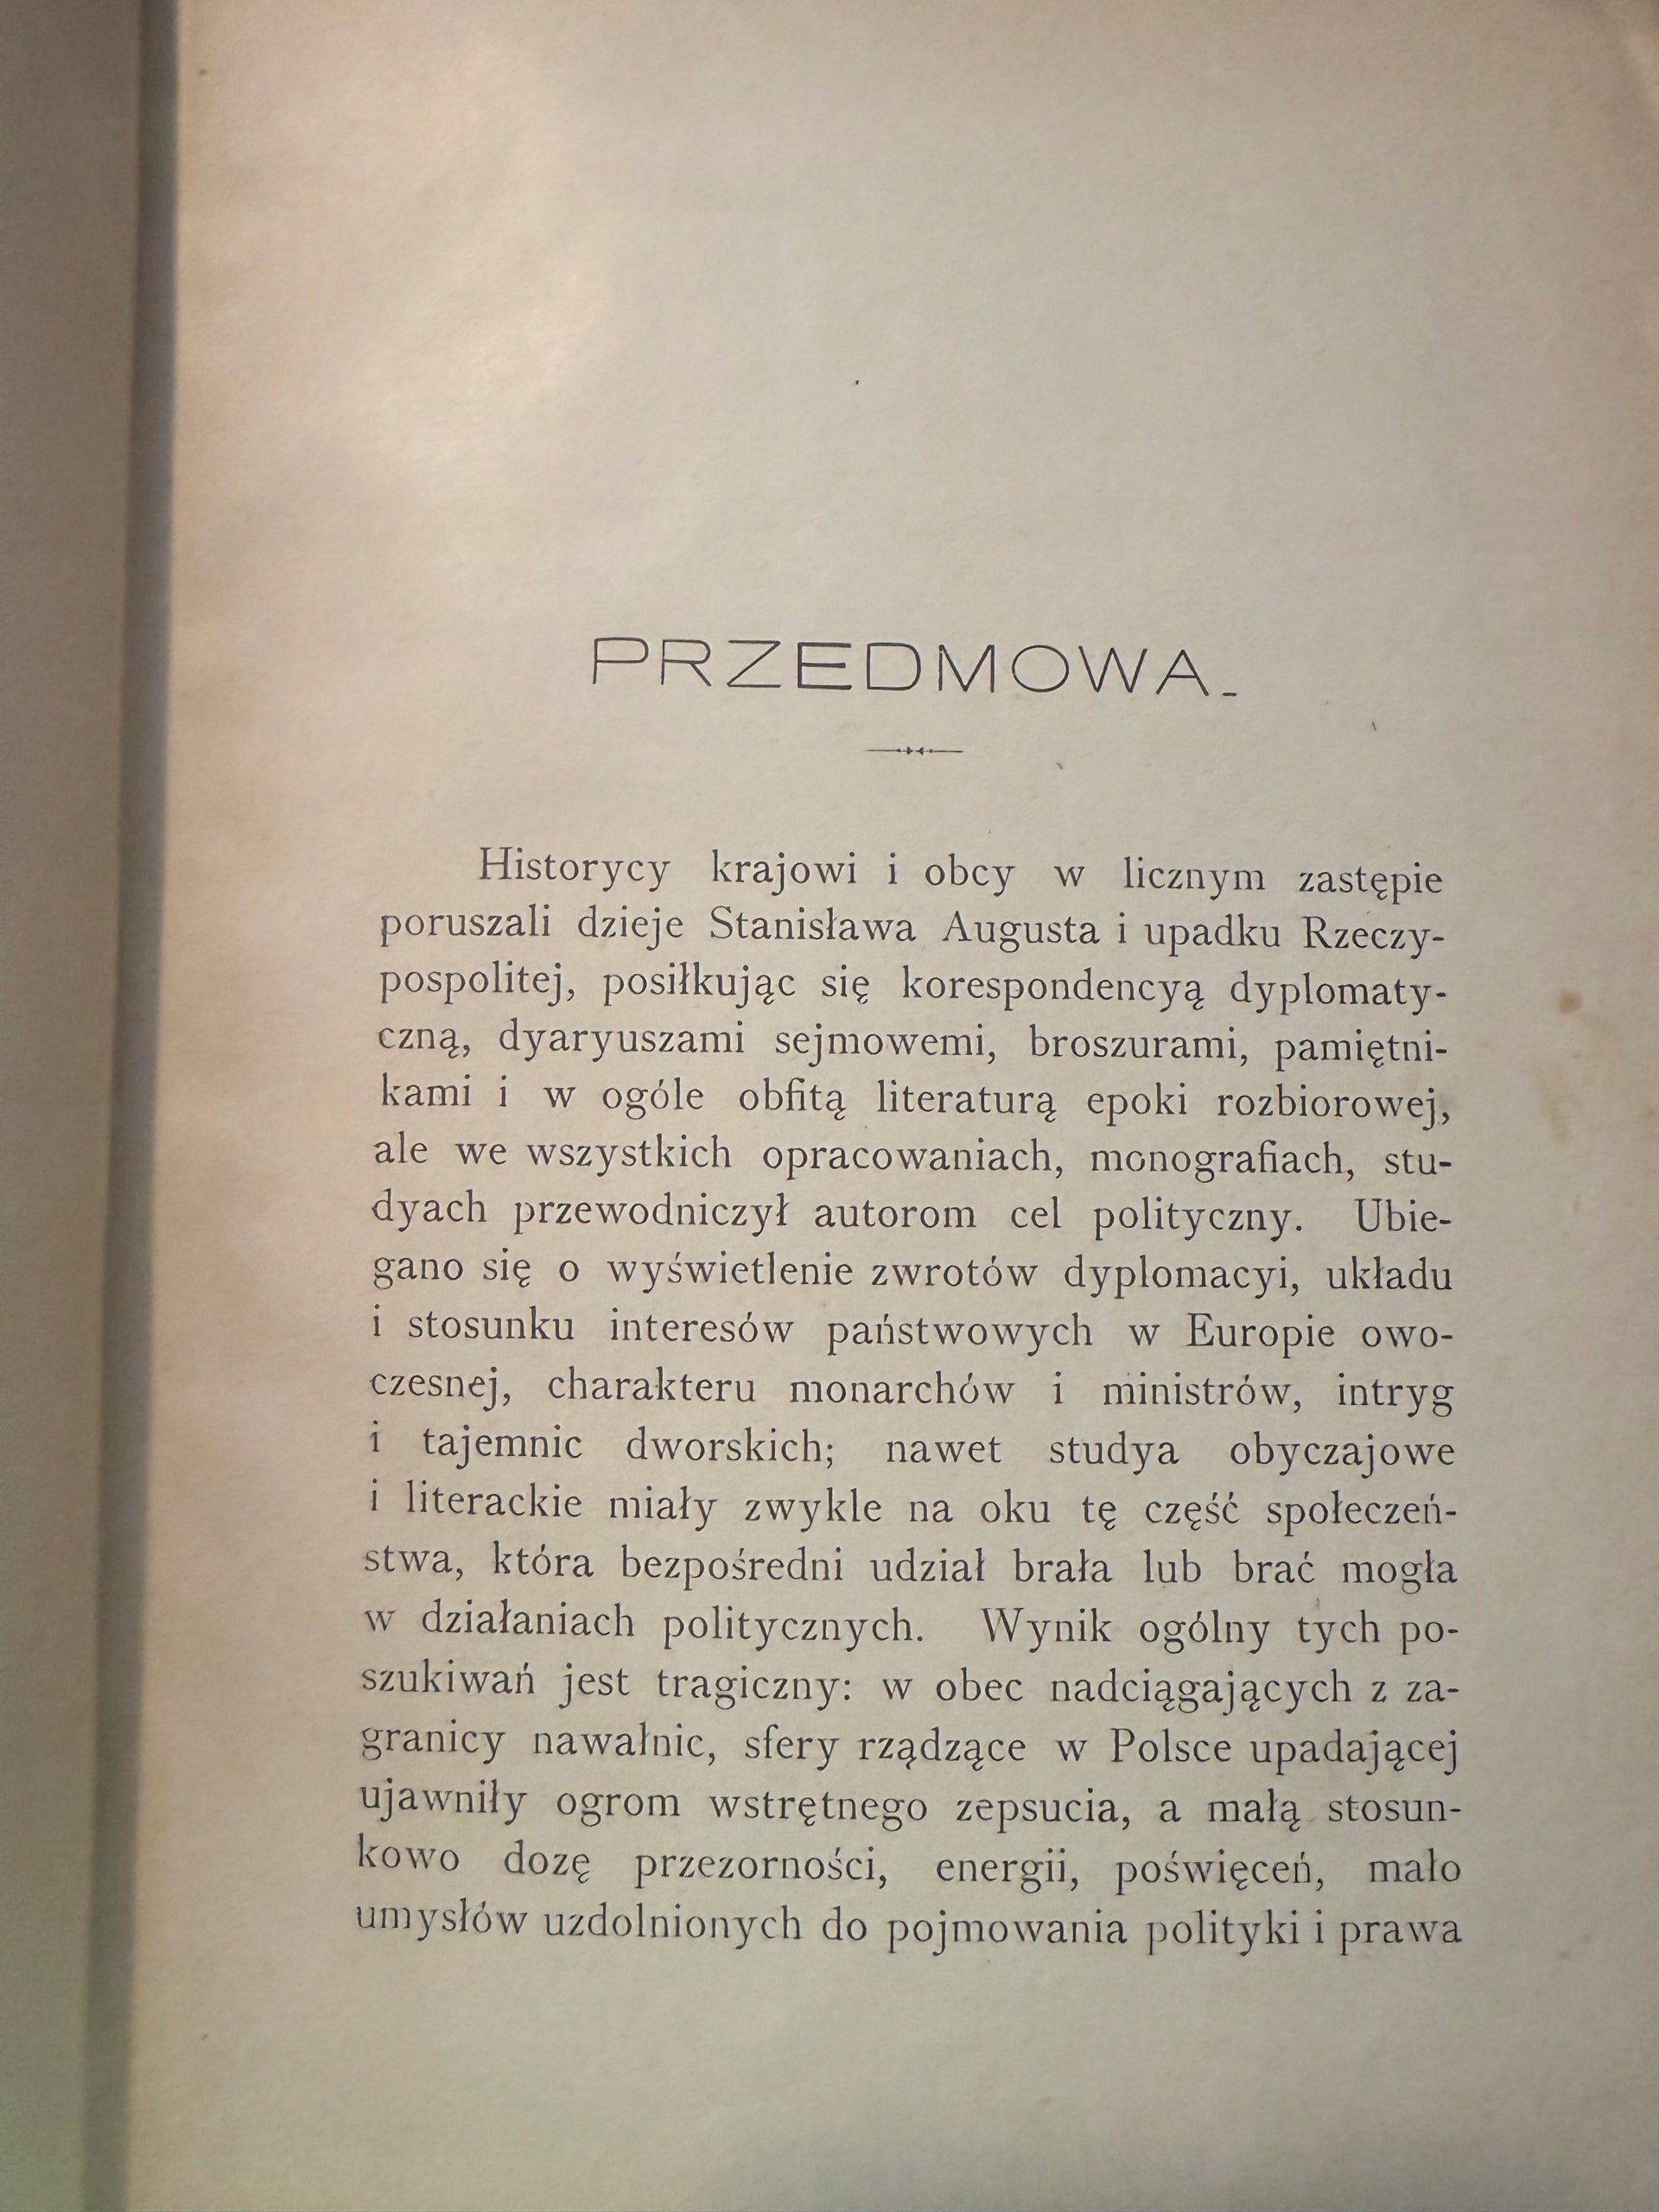 PRZEDMOWA.
Historycy krajowi i obcy w licznym zastępie
poruszali dzieje Stanisława Augusta i upadku Rzeczy-
pospolitej, posiłkując się korespondencyą dyplomaty-
czną, dyaryuszami sejmowemi, broszurami, pamiętni-
kami i w ogóle obfitą literaturą epoki rozbiorowej,
ale we wszystkich opracowaniach, monografiach, stu-
dyach przewodniczył autorom cel polityczny. Ubie-
gano się o wyświetlenie zwrotów dyplomacyi, układu
i stosunku interesów państwowych w Europie owo-
czesnej, charakteru monarchów i ministrów, intryg
i tajemnic dworskich; nawet studya obyczajowe
i literackie miały zwykle na oku tę część społeczeń-
stwa, która bezpośredni udział brała lub brać mogła
w działaniach politycznych. Wynik ogólny tych po-
szukiwań jest tragiczny: w obec nadciągających z za-
granicy nawałnic, sfery rządzące w Polsce upadającej
ujawniły ogrom wstrętnego zepsucia, a małą stosun-
kowo dozę przezorności, energii, poświęceń, mało
umysłów uzdolnionych do pojmowania polityki i prawa